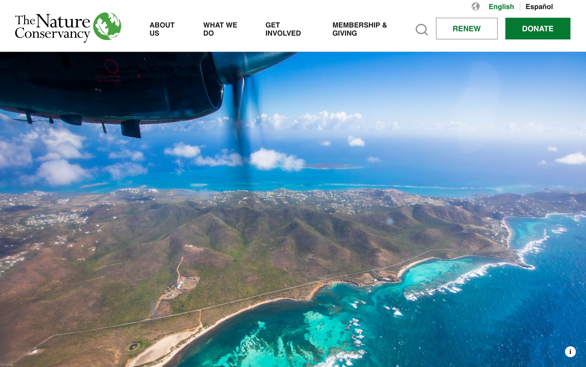 English
Español
The Nature
Conservancy
ABOUT
US
WHAT WE
DO
GET
INVOLVED
MEMBERSHIP &
GIVING
RENEW
DONATE
i